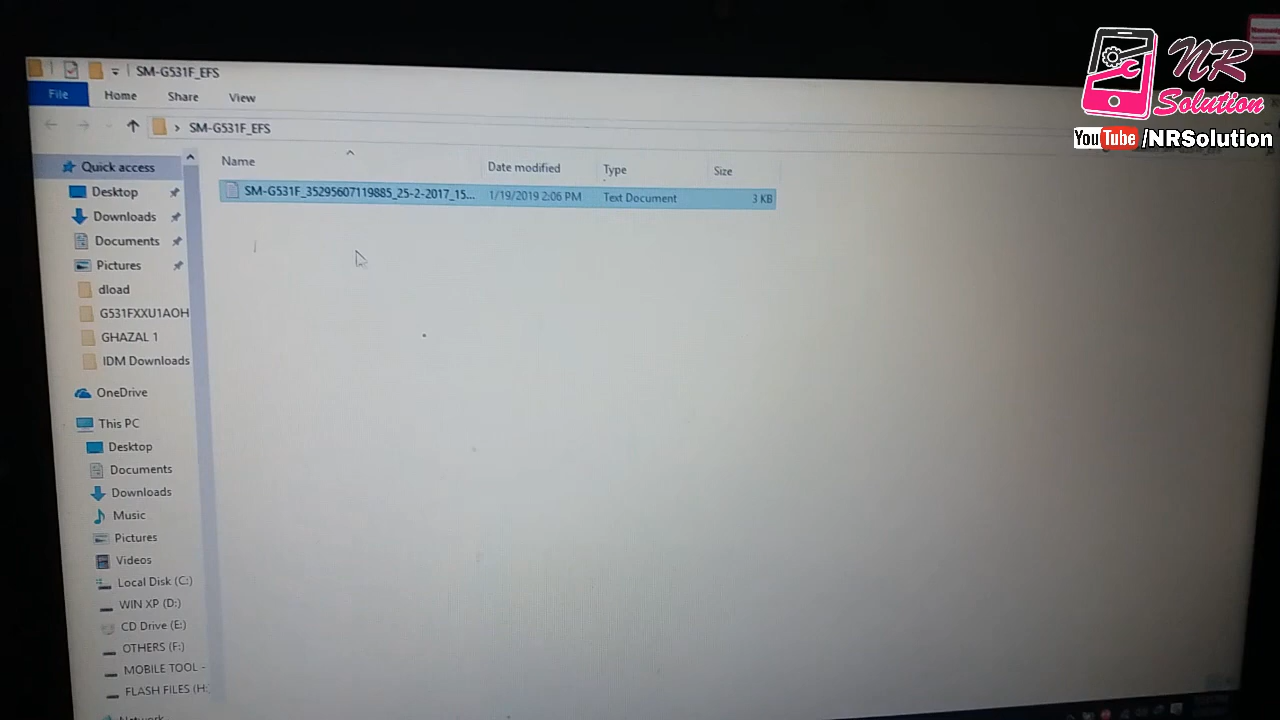 SM-G531F_EFS
NR
Solution
YouTube /NRSolution
File Home Share View
SM-G531F_EFS
Quick access
Name Date modified Type Size
SM-G531F_35295607119885_25-2-2017_15... 1/19/2019 2:06 PM Text Document 3 KB
Desktop
Downloads
Documents
Pictures
dload
G531FXXU1AOH
GHAZAL 1
IDM Downloads
OneDrive
This PC
Desktop
Documents
Downloads
Music
Pictures
Videos
Local Disk (C:)
WIN XP (D:)
CD Drive (E:)
OTHERS (F:)
MOBILE TOOL -
FLASH FILES (H:
Network